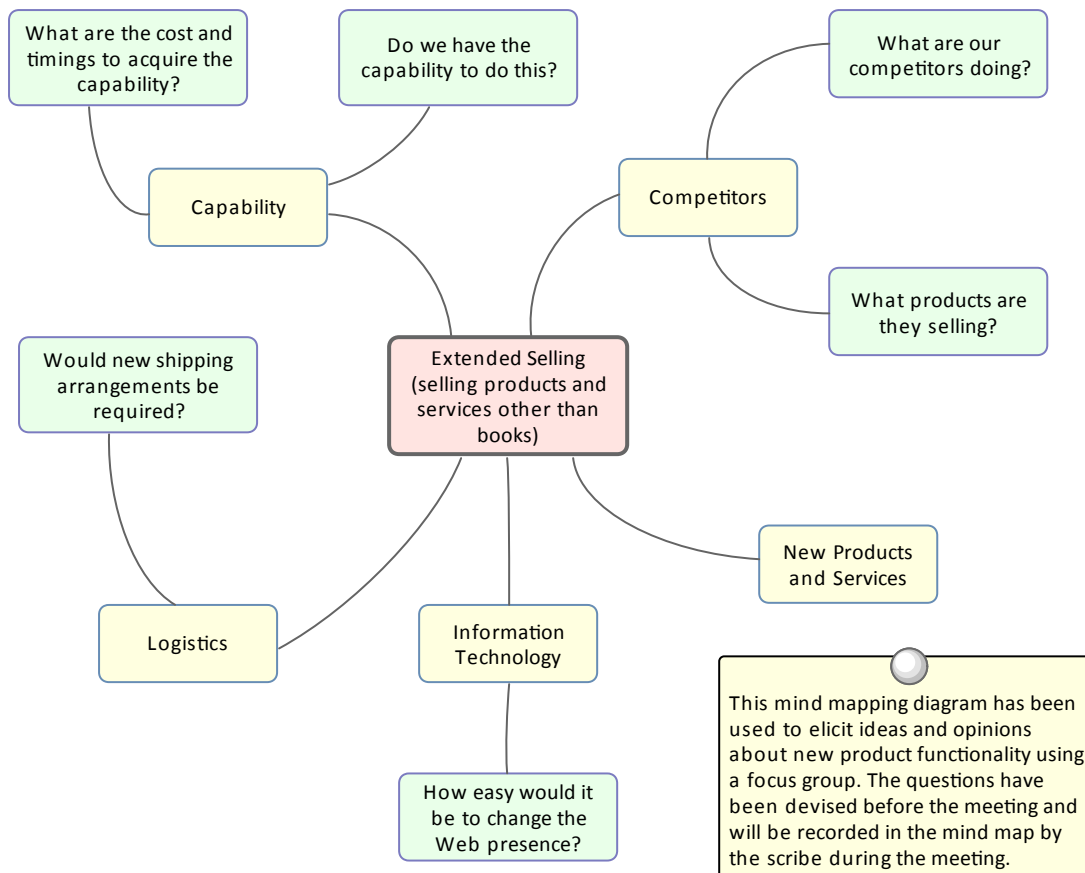 What are the cost and
timings to acquire the
capability?
Do we have the
capability to do this?
What are our
competitors doing?
Capability
Competitors
What products are
they selling?
Would new shipping
arrangements be
required?
Extended Selling
(selling products and
services other than
books)
New Products
and Services
Logistics
Information
Technology
How easy would it
be to change the
Web presence?
This mind mapping diagram has been
used to elicit ideas and opinions
about new product functionality using
a focus group. The questions have
been devised before the meeting and
will be recorded in the mind map by
the scribe during the meeting.